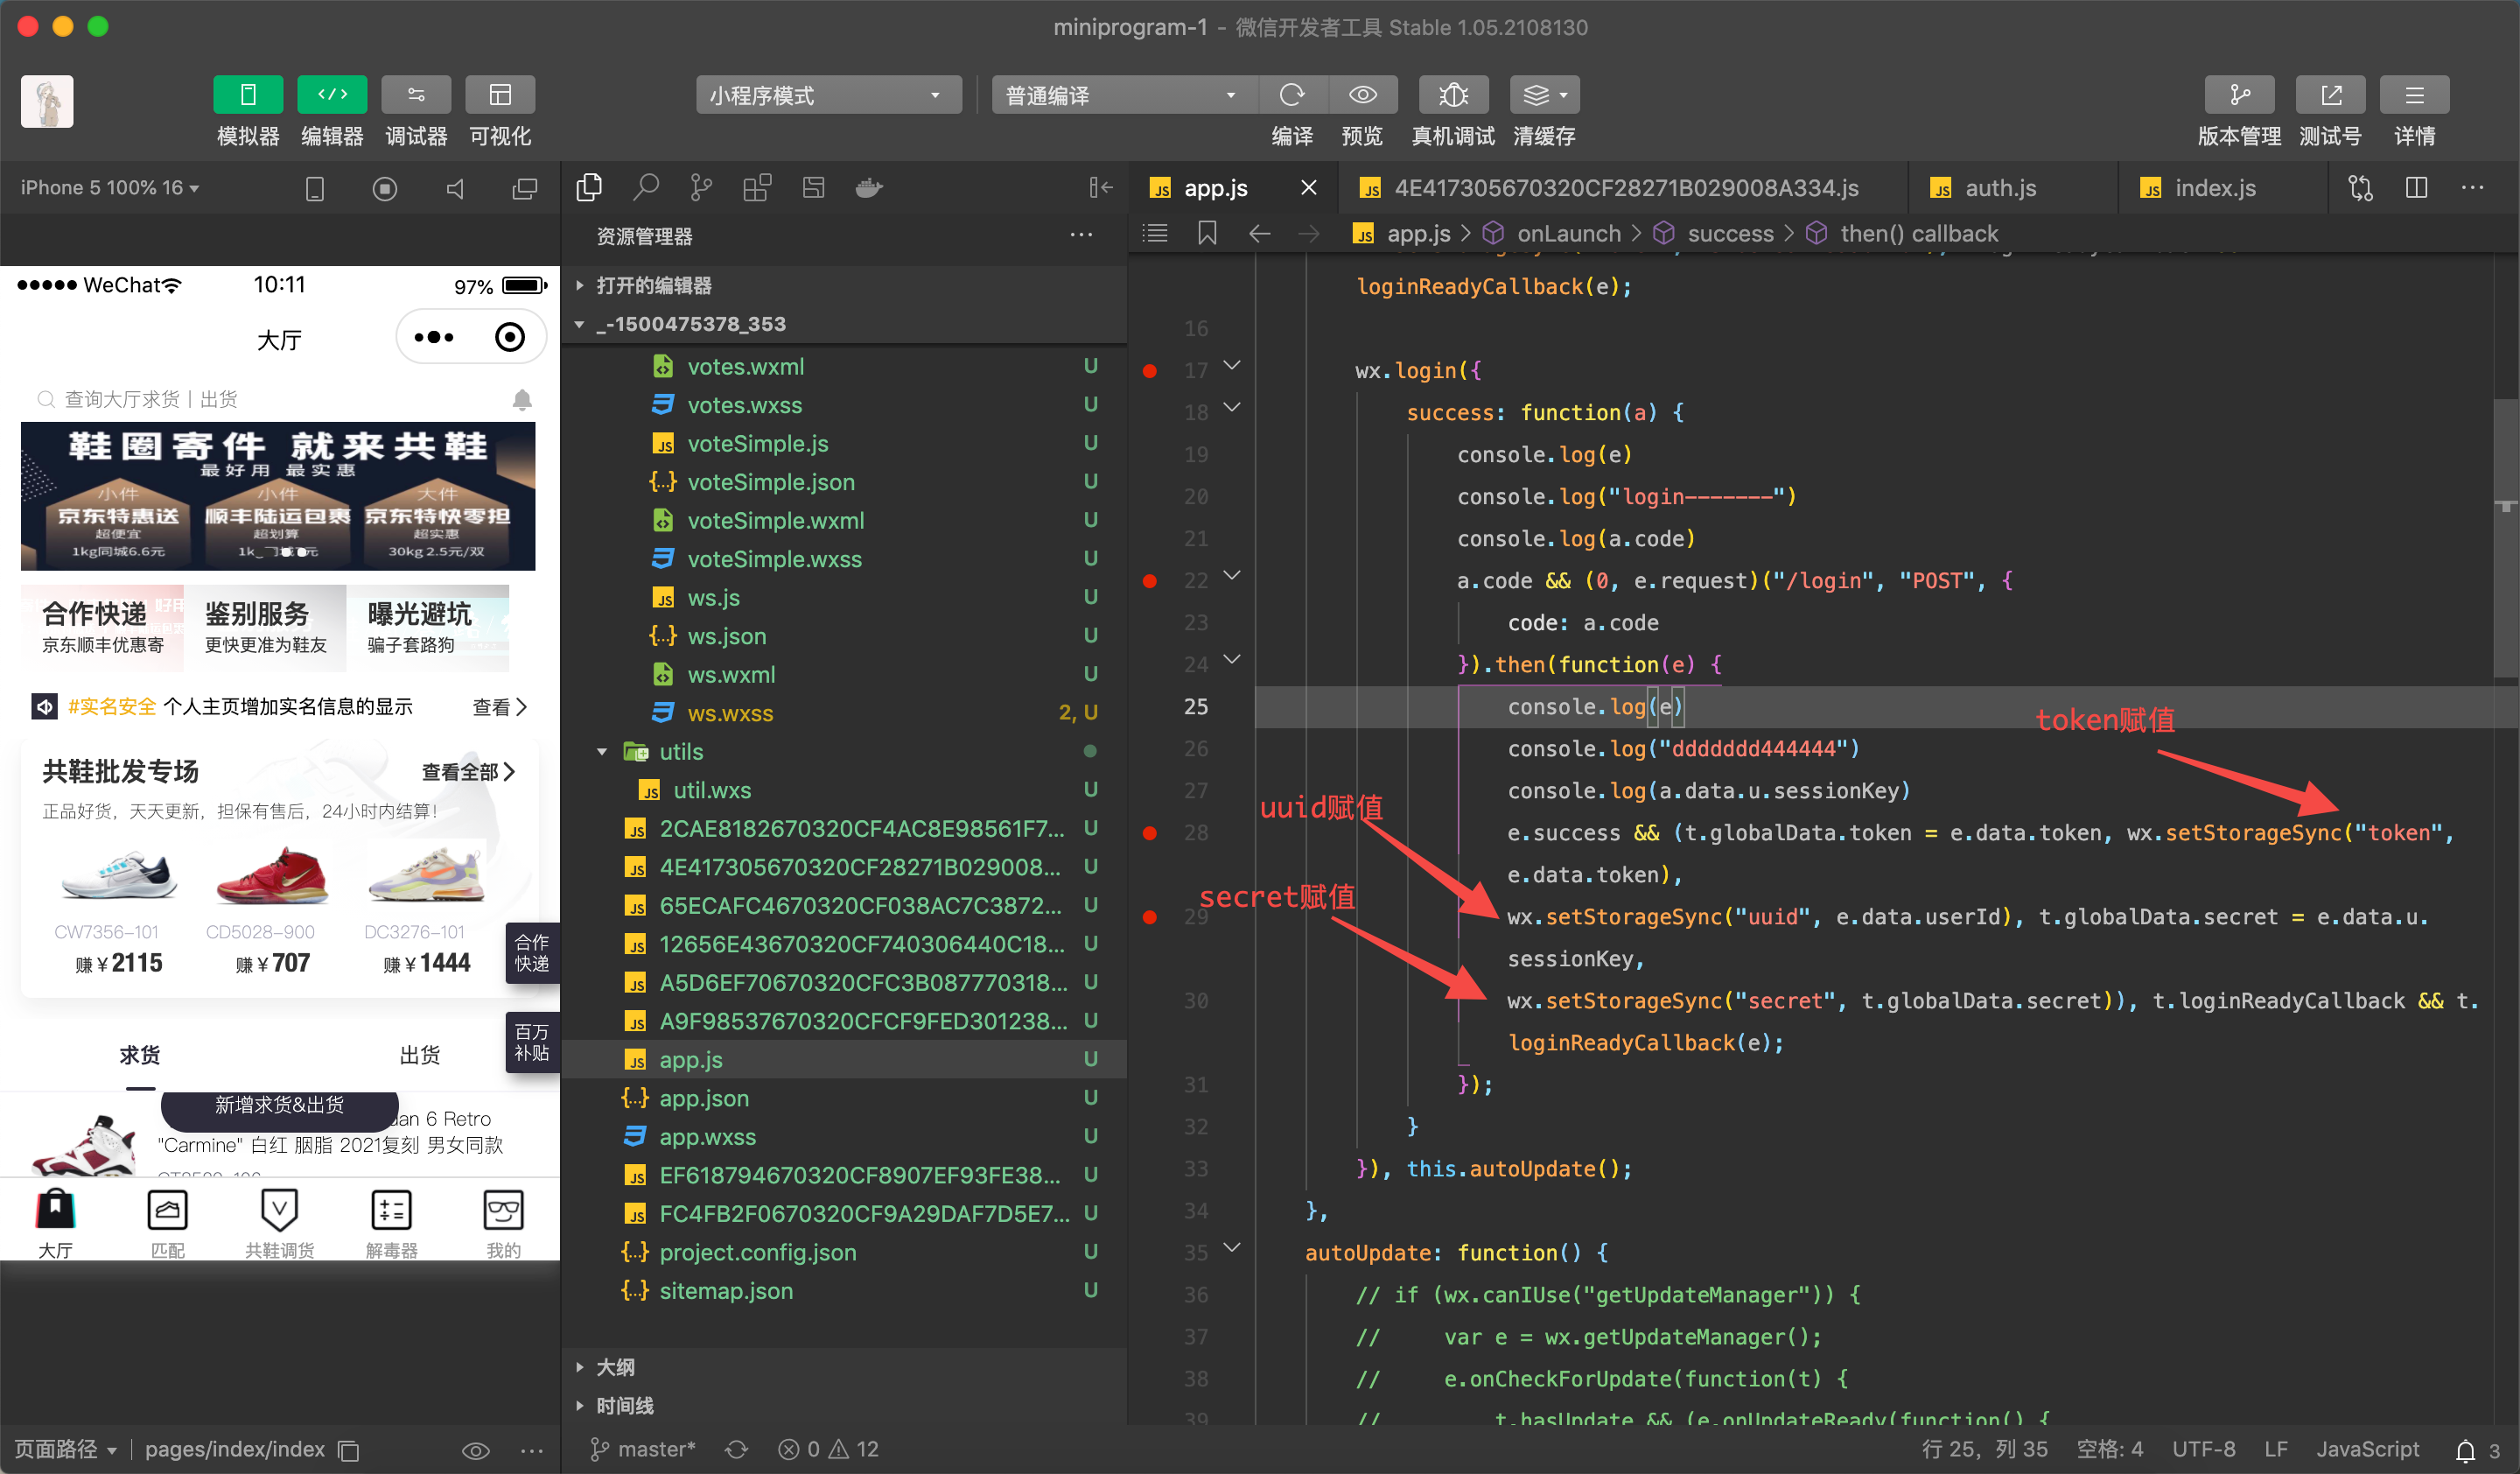 miniprogram-1 - 微信开发者工具 Stable 1.05.2108130
模拟器 编辑器 调试器 可视化
小程序模式 普通编译
编译 预览 真机调试 清缓存
版本管理 测试号 详情
iPhone 5 100% 16
WeChat 10:11 97%
大厅
查询大厅求货 | 出货
鞋圈寄件 就来共鞋
最好用 最实惠
小件 小件 大件
京东特惠送 顺丰陆运包裹 京东特快零担
超便宜 超划算 超实惠
1kg同城6.6元 30kg 2.5元/双
合作快递 鉴别服务 曝光避坑
京东顺丰优惠寄 更快更准为鞋友 骗子套路狗
#实名安全 个人主页增加实名信息的显示 查看
共鞋批发专场 查看全部
正品好货，天天更新，担保有售后，24小时内结算！
CW7356-101 CD5028-900 DC3276-101
赚¥2115 赚¥707 赚¥1444
合作
快递
百万
补贴
求货 出货
新增求货&出货
dan 6 Retro
"Carmine" 白红 胭脂 2021复刻 男女同款
大厅 匹配 共鞋调货 解毒器 我的
页面路径 pages/index/index
资源管理器
打开的编辑器
_-1500475378_353
votes.wxml U
votes.wxss U
voteSimple.js U
voteSimple.json U
voteSimple.wxml U
voteSimple.wxss U
ws.js U
ws.json U
ws.wxml U
ws.wxss 2, U
utils
util.wxs U
2CAE8182670320CF4AC8E98561F7... U
4E417305670320CF28271B029008... U
65ECAFC4670320CF038AC7C3872... U
12656E43670320CF740306440C18... U
A5D6EF70670320CFC3B087770318... U
A9F98537670320CFCF9FED301238... U
app.js U
app.json U
app.wxss U
EF618794670320CF8907EF93FE38... U
FC4FB2F0670320CF9A29DAF7D5E7... U
project.config.json U
sitemap.json U
大纲
时间线
master* 0 12
app.js 4E417305670320CF28271B029008A334.js auth.js index.js
app.js > onLaunch > success > then() callback
loginReadyCallback(e);
16
17 wx.login({
18 success: function(a) {
19 console.log(e)
20 console.log("login-------")
21 console.log(a.code)
22 a.code && (0, e.request)("/login", "POST", {
23 code: a.code
24 }).then(function(e) {
25 console.log(e)
token赋值
26 console.log("ddddddd444444")
27 console.log(a.data.u.sessionKey)
uuid赋值
28 e.success && (t.globalData.token = e.data.token, wx.setStorageSync("token",
e.data.token),
secret赋值
29 wx.setStorageSync("uuid", e.data.userId), t.globalData.secret = e.data.u.
sessionKey,
30 wx.setStorageSync("secret", t.globalData.secret)), t.loginReadyCallback && t.
loginReadyCallback(e);
31 });
32 }
33 }), this.autoUpdate();
34 },
35 autoUpdate: function() {
36 // if (wx.canIUse("getUpdateManager")) {
37 // var e = wx.getUpdateManager();
38 // e.onCheckForUpdate(function(t) {
39 // t.hasUpdate && (e.onUpdateReady(function() {
行 25，列 35 空格: 4 UTF-8 LF JavaScript 3